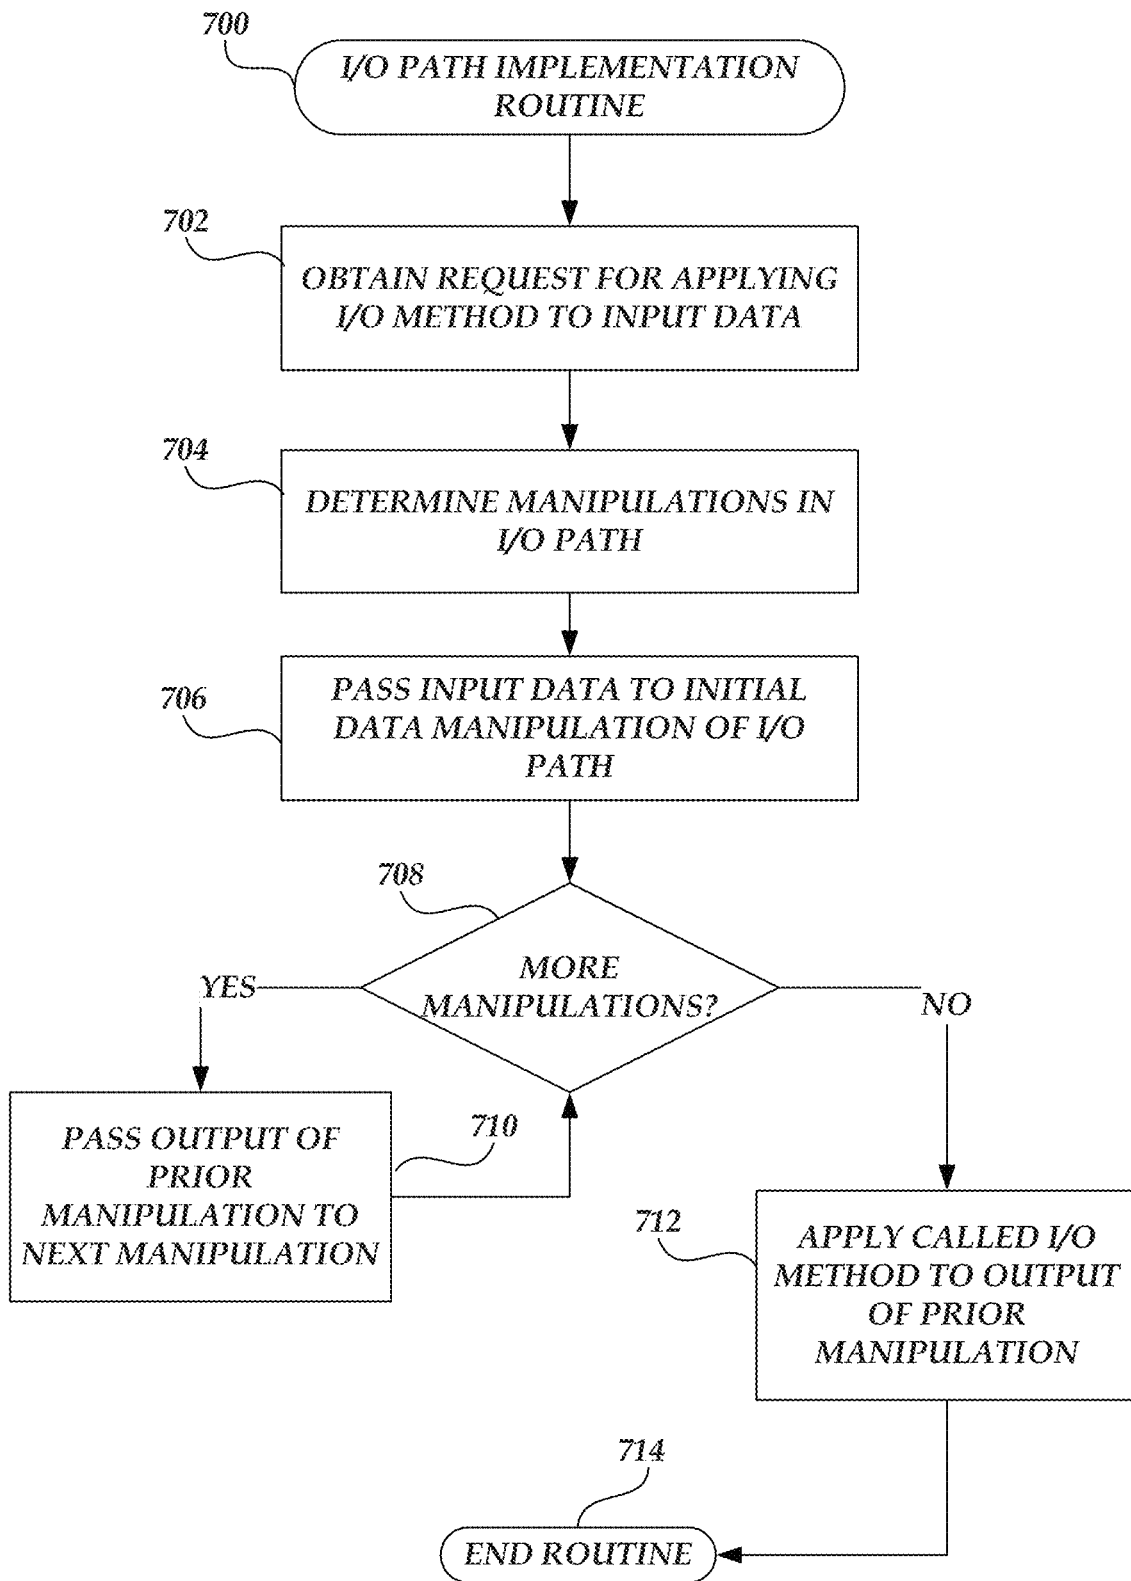 700
I/O PATH IMPLEMENTATION
ROUTINE
702
OBTAIN REQUEST FOR APPLYING
I/O METHOD TO INPUT DATA
704
DETERMINE MANIPULATIONS IN
I/O PATH
706
PASS INPUT DATA TO INITIAL
DATA MANIPULATION OF I/O
PATH
708
MORE
MANIPULATIONS?
YES
NO
710
PASS OUTPUT OF
PRIOR
MANIPULATION TO
NEXT MANIPULATION
712
APPLY CALLED I/O
METHOD TO OUTPUT
OF PRIOR
MANIPULATION
714
END ROUTINE